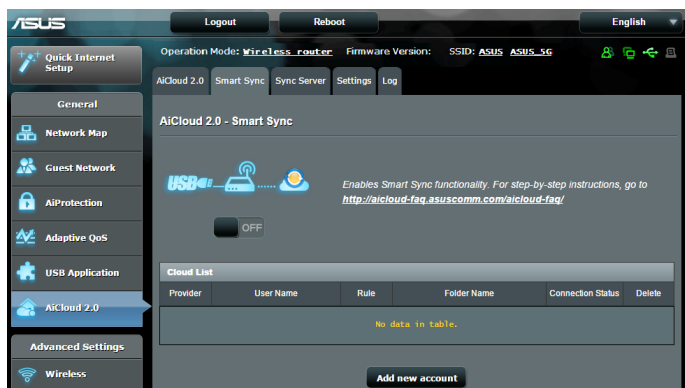 ASUS
Logout
Reboot
English
Quick Internet
Setup
Operation Mode: Wireless router Firmware Version: SSID: ASUS ASUS_5G
AiCloud 2.0
Smart Sync
Sync Server
Settings
Log
General
Network Map
Guest Network
AiProtection
Adaptive QoS
USB Application
AiCloud 2.0
Advanced Settings
Wireless
AiCloud 2.0 - Smart Sync
USB
Enables Smart Sync functionality. For step-by-step instructions, go to
http://aicloud-faq.asuscomm.com/aicloud-faq/
OFF
Cloud List
Provider User Name Rule Folder Name Connection Status Delete
No data in table.
Add new account